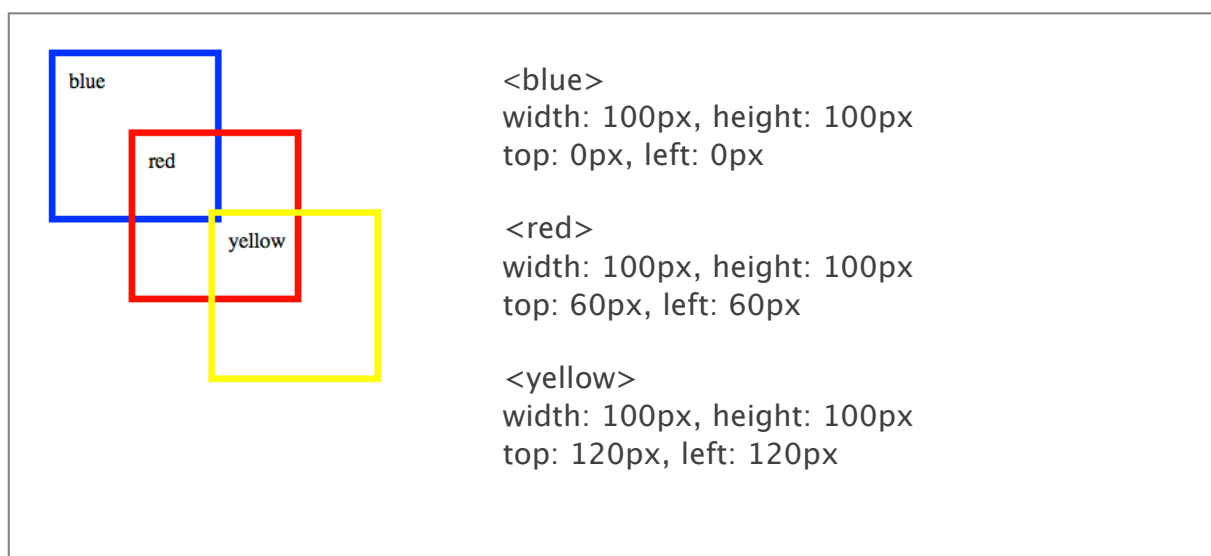 blue
red
yellow
<blue>
width: 100px, height: 100px
top: 0px, left: 0px
<red>
width: 100px, height: 100px
top: 60px, left: 60px
<yellow>
width: 100px, height: 100px
top: 120px, left: 120px